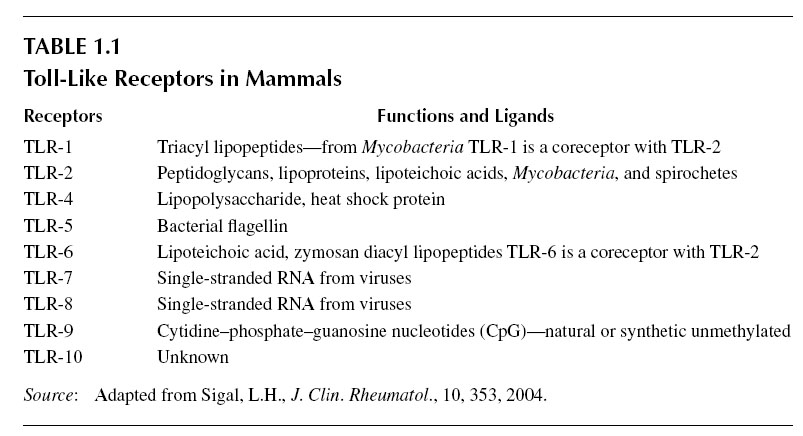 TABLE 1.1
Toll-Like Receptors in Mammals
Receptors Functions and Ligands
TLR-1 Triacyl lipopeptides—from Mycobacteria TLR-1 is a coreceptor with TLR-2
TLR-2 Peptidoglycans, lipoproteins, lipoteichoic acids, Mycobacteria, and spirochetes
TLR-4 Lipopolysaccharide, heat shock protein
TLR-5 Bacterial flagellin
TLR-6 Lipoteichoic acid, zymosan diacyl lipopeptides TLR-6 is a coreceptor with TLR-2
TLR-7 Single-stranded RNA from viruses
TLR-8 Single-stranded RNA from viruses
TLR-9 Cytidine–phosphate–guanosine nucleotides (CpG)—natural or synthetic unmethylated
TLR-10 Unknown
Source: Adapted from Sigal, L.H., J. Clin. Rheumatol., 10, 353, 2004.